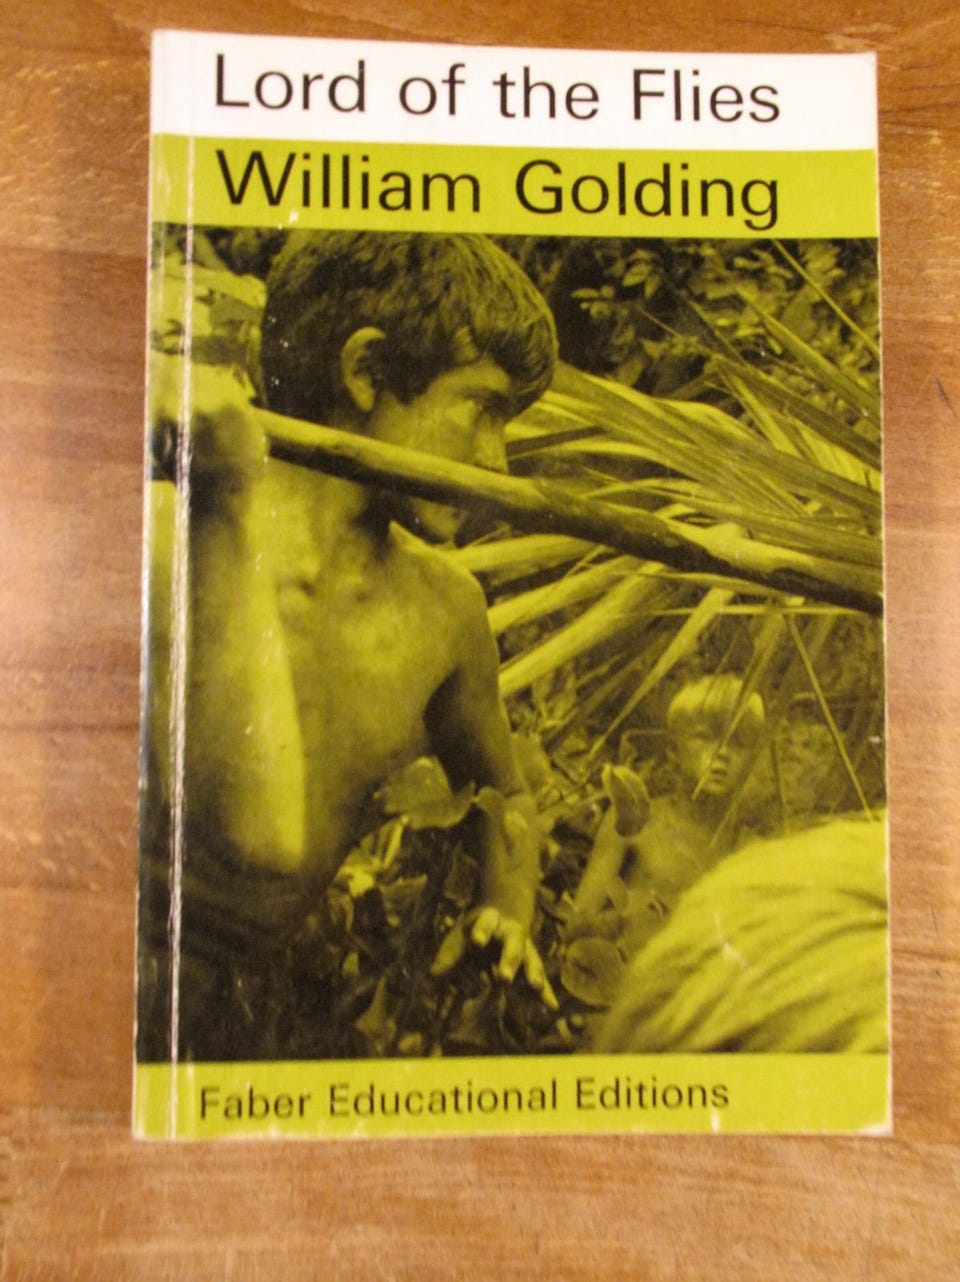 Lord of the Flies
William Golding
Faber Educational Editions